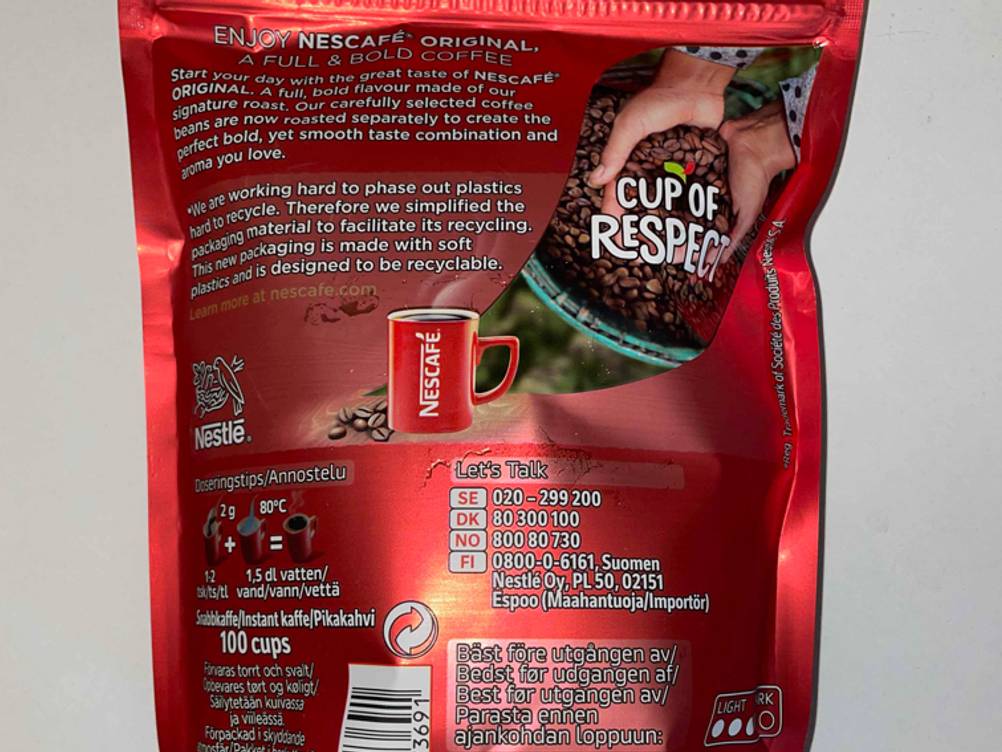 ENJOY NESCAFÉ® ORIGINAL,
A FULL & BOLD COFFEE
Start your day with the great taste of NESCAFÉ®
ORIGINAL. A full, bold flavour made of our
signature roast. Our carefully selected coffee
beans are now roasted separately to create the
perfect bold, yet smooth taste combination and
aroma you love.
*We are working hard to phase out plastics
hard to recycle. Therefore we simplified the
packaging material to facilitate its recycling.
This new packaging is made with soft
plastics and is designed to be recyclable.
Learn more at nescafe.com
CUP OF
RESPECT
NESCAFÉ
Nestlé®
®Reg. Trademark of Société des Produits Nestlé S.A.
Doseringstips/Annostelu
2 g 80°C
+ =
1-2 1,5 dl vatten/
tsk/ts/tl vand/vann/vettä
Snabbkaffe/Instant kaffe/Pikakahvi
100 cups
Förvaras torrt och svalt/
Opbevares tørt og køligt/
Säilytetään kuivassa
ja viileässä.
Förpackad i skyddande
Let's Talk
SE 020 – 299 200
DK 80 300 100
NO 800 80 730
FI 0800-0-6161, Suomen
Nestlé Oy, PL 50, 02151
Espoo (Maahantuoja/Importör)
Bäst före utgången av/
Bedst før udgangen af/
Best før utgangen av/
Parasta ennen
ajankohdan loppuun:
3691
LIGHT